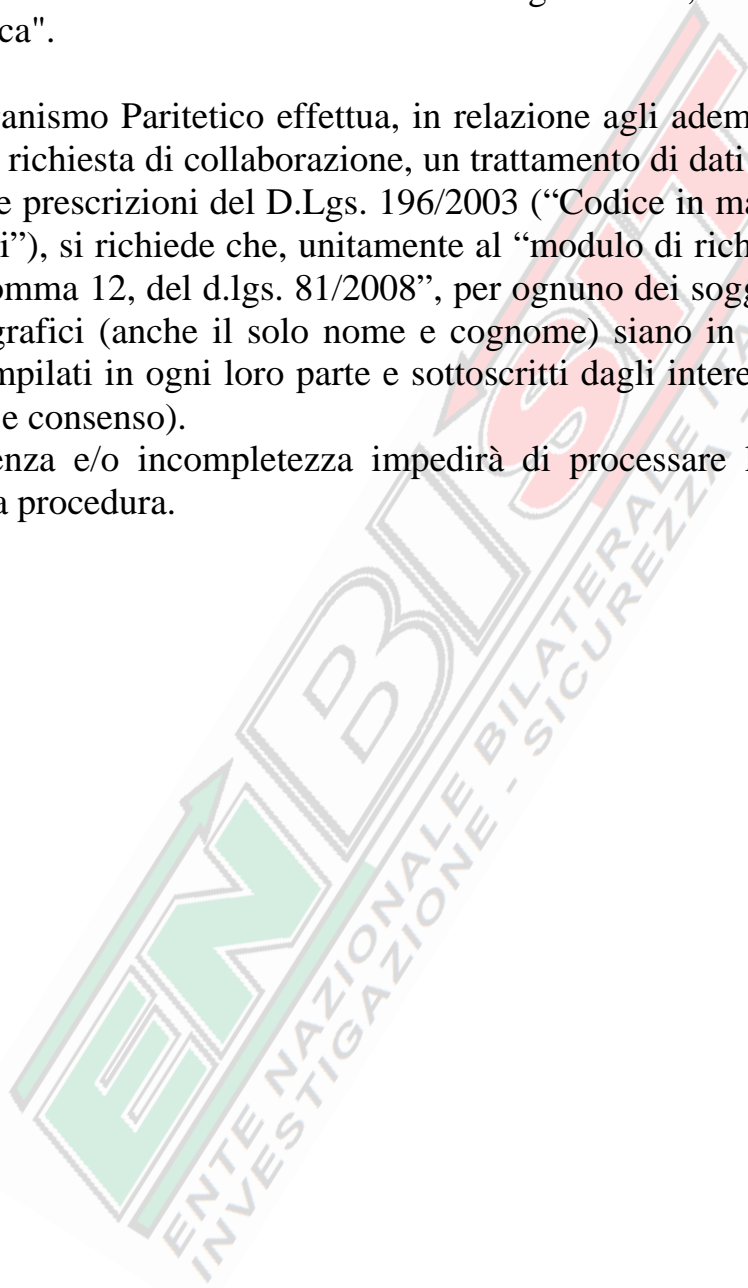 ca".
anismo Paritetico effettua, in relazione agli adem
richiesta di collaborazione, un trattamento di dati
e prescrizioni del D.Lgs. 196/2003 (“Codice in ma
i”), si richiede che, unitamente al “modulo di rich
omma 12, del d.lgs. 81/2008”, per ognuno dei sogg
grafici (anche il solo nome e cognome) siano in
mpilati in ogni loro parte e sottoscritti dagli intere
e consenso).
enza e/o incompletezza impedirà di processare l
a procedura.
ENBISIT
ENTE NAZIONALE BILATERALE ITA
INVESTIGAZIONE - SICUREZZA